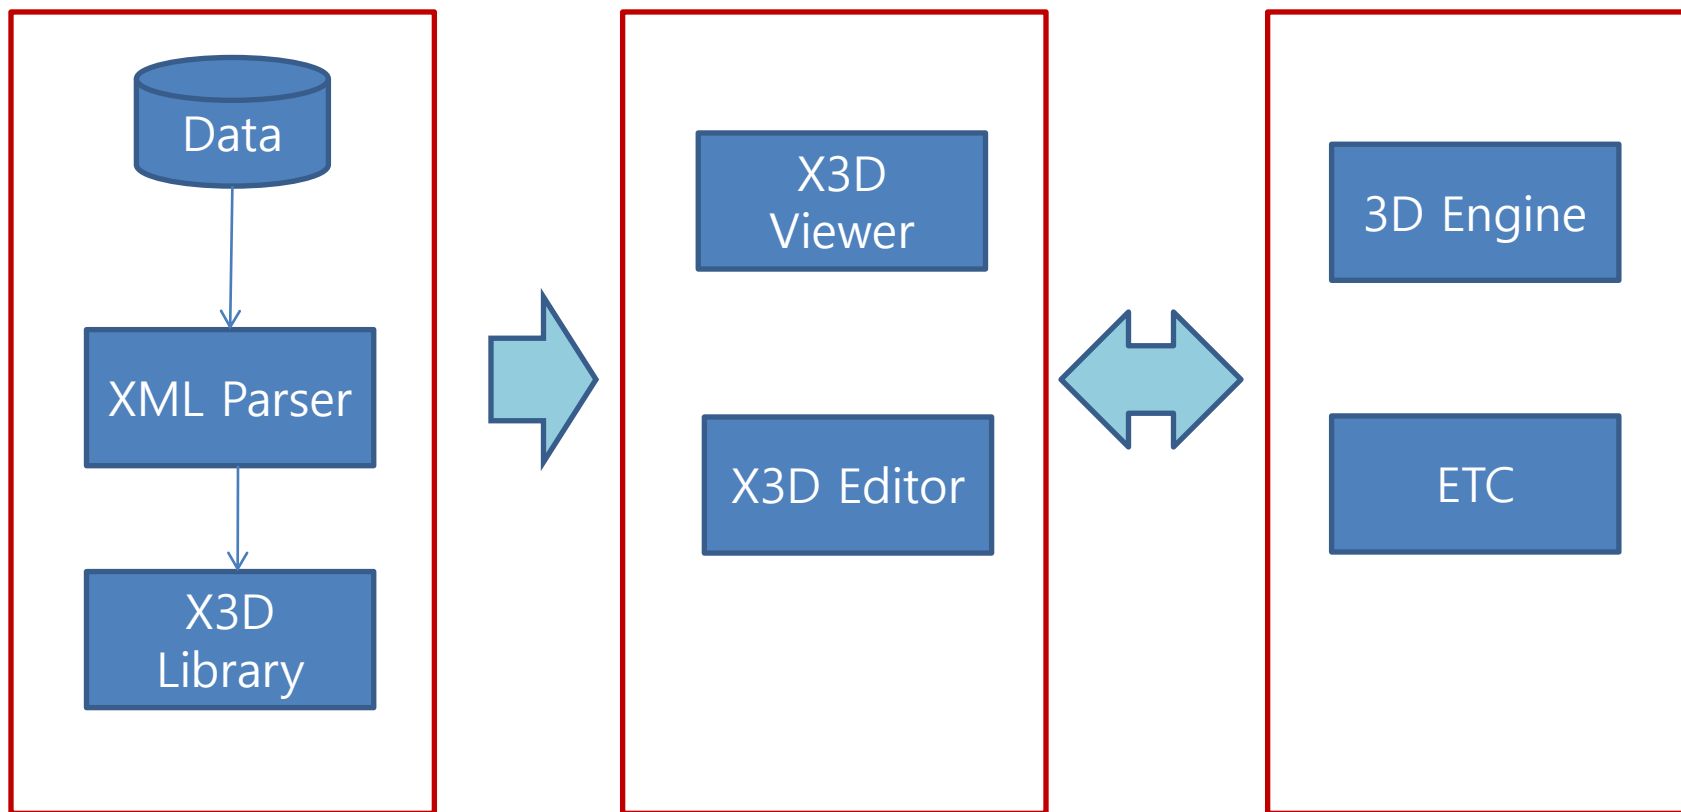 Data
XML Parser
X3D
Library
X3D
Viewer
X3D Editor
3D Engine
ETC